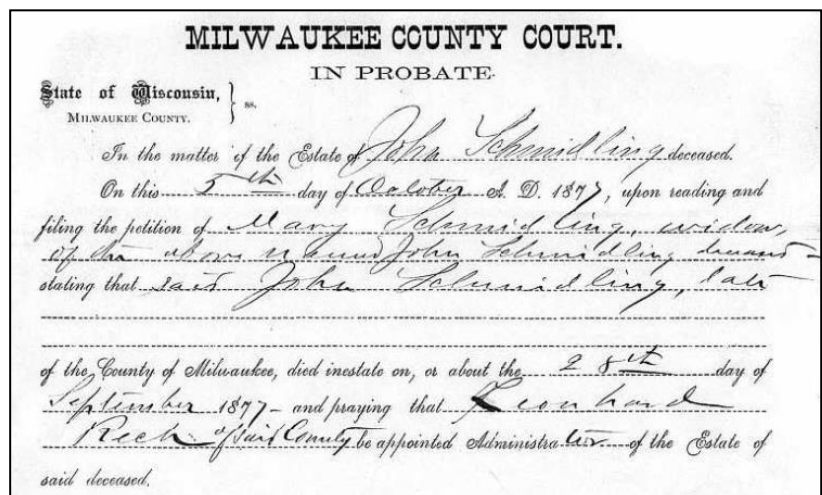 MILWAUKEE COUNTY COURT.
IN PROBATE.
State of Wisconsin,
MILWAUKEE COUNTY. } ss.
In the matter of the Estate of John Schmidling deceased.
On this 5th day of October A. D. 1877, upon reading and
filing the petition of Mary Schmidling, widow,
of the above named John Schmidling deceased
stating that said John Schmidling, late
of the County of Milwaukee, died inestate on, or about the 28th day of
September 1877 - and praying that Leonhard
Rech of said County be appointed Administrator of the Estate of
said deceased.